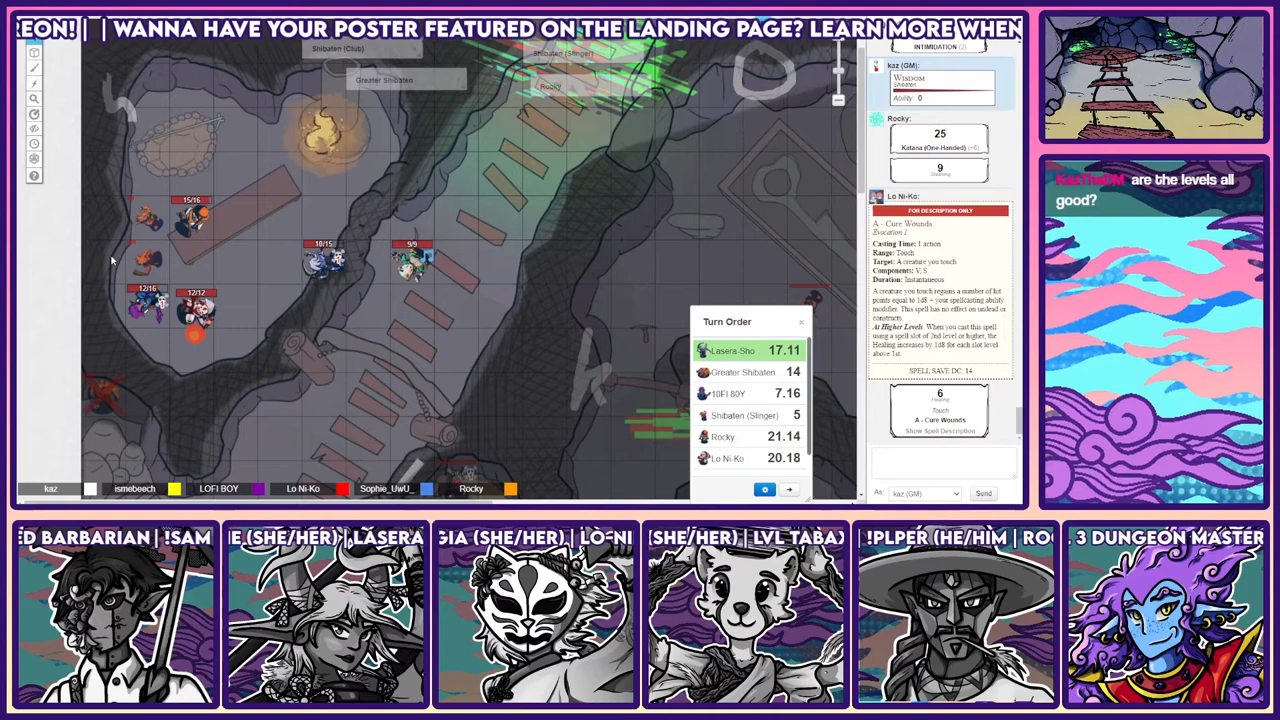 REON! | | WANNA HAVE YOUR POSTER FEATURED ON THE LANDING PAGE? LEARN MORE WHEN
Shibaten (Club)
Greater Shibaten
Shibaten (Slinger)
Rocky
15/16
10/15
9/9
12/16
12/12
Turn Order
Lasera-Sho 17.11
Greater Shibaten 14
10FI 80Y 7.16
Shibaten (Slinger) 5
Rocky 21.14
Lo Ni-Ko 20.18
kaz
ismebeech
LOFI BOY
Lo Ni-Ko
Sophie_UwU_
Rocky
INTIMIDATION (2)
kaz (GM):
WISDOM
Shibaten
Ability: 0
Rocky:
25
Katana (One-Handed) (+6)
9
Slashing
Lo Ni-Ko:
FOR DESCRIPTION ONLY
A - Cure Wounds
Evocation 1
Casting Time: 1 action
Range: Touch
Target: A creature you touch
Components: V, S
Duration: Instantaneous
A creature you touch regains a number of hit
points equal to 1d8 + your spellcasting ability
modifier. This spell has no effect on undead or
constructs.
At Higher Levels. When you cast this spell
using a spell slot of 2nd level or higher, the
Healing increases by 1d8 for each slot level
above 1st.
SPELL SAVE DC: 14
6
Healing
Touch
A - Cure Wounds
Show Spell Description
As: kaz (GM) Send
KazTheDM are the levels all
good?
ED BARBARIAN | !SAM
(SHE/HER) | LASERA
GIA (SHE/HER) | LO-NI
(SHE/HER) | LVL TABAX
!PLPER (HE/HIM | RO
3 DUNGEON MASTER